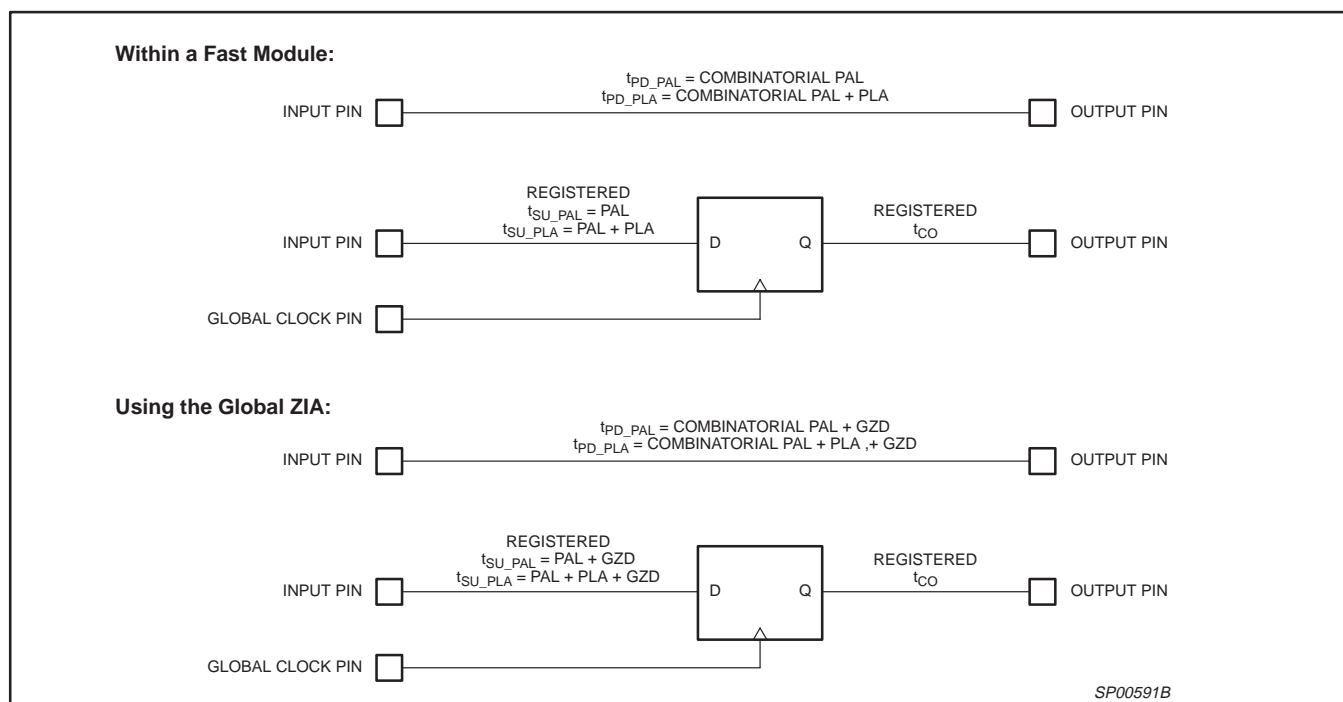 Within a Fast Module:
tPD_PAL = COMBINATORIAL PAL
tPD_PLA = COMBINATORIAL PAL + PLA
INPUT PIN
OUTPUT PIN
REGISTERED
tSU_PAL = PAL
tSU_PLA = PAL + PLA
REGISTERED
tCO
INPUT PIN
D
Q
OUTPUT PIN
GLOBAL CLOCK PIN
Using the Global ZIA:
tPD_PAL = COMBINATORIAL PAL + GZD
tPD_PLA = COMBINATORIAL PAL + PLA ,+ GZD
INPUT PIN
OUTPUT PIN
REGISTERED
tSU_PAL = PAL + GZD
tSU_PLA = PAL + PLA + GZD
REGISTERED
tCO
INPUT PIN
D
Q
OUTPUT PIN
GLOBAL CLOCK PIN
SP00591B